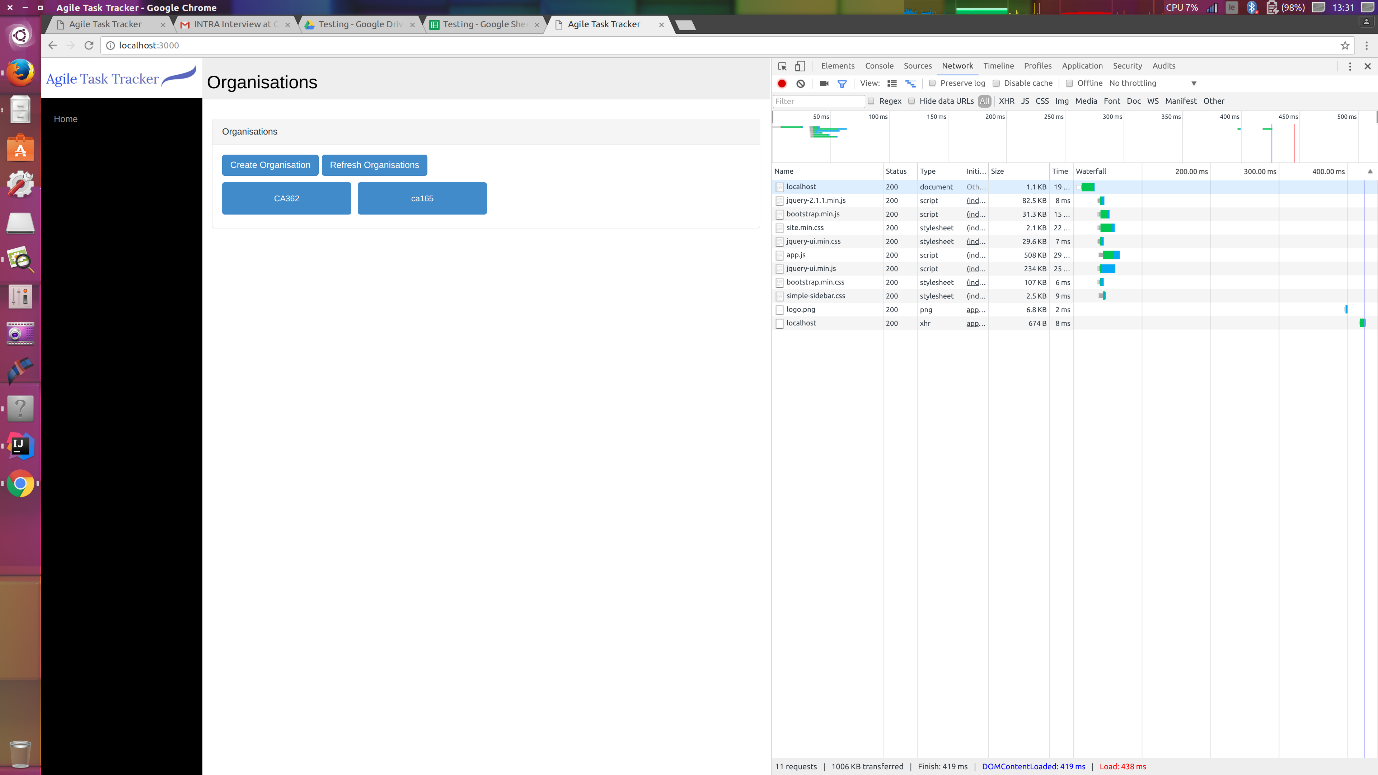 Agile Task Tracker - Google Chrome
CPU 7% (98%) 13:31
Agile Task Tracker × INTRA Interview at C × Testing - Google Driv × Testing - Google She × Agile Task Tracker ×
localhost:3000
Agile Task Tracker
Home
Organisations
Organisations
Create Organisation Refresh Organisations
CA362 ca165
Elements Console Sources Network Timeline Profiles Application Security Audits
View: Preserve log Disable cache Offline No throttling
Filter Regex Hide data URLs All XHR JS CSS Img Media Font Doc WS Manifest Other
50 ms 100 ms 150 ms 200 ms 250 ms 300 ms 350 ms 400 ms 450 ms 500 ms
Name Status Type Initi... Size Time Waterfall 200.00 ms 300.00 ms 400.00 ms
localhost 200 document Oth... 1.1 KB 19 ...
jquery-2.1.1.min.js 200 script (ind... 82.5 KB 8 ms
bootstrap.min.js 200 script (ind... 31.3 KB 15 ...
site.min.css 200 stylesheet (ind... 2.1 KB 22 ...
jquery-ui.min.css 200 stylesheet (ind... 29.6 KB 7 ms
app.js 200 script (ind... 508 KB 29 ...
jquery-ui.min.js 200 script (ind... 234 KB 25 ...
bootstrap.min.css 200 stylesheet (ind... 107 KB 6 ms
simple-sidebar.css 200 stylesheet (ind... 2.5 KB 9 ms
logo.png 200 png app... 6.8 KB 2 ms
localhost 200 xhr app... 674 B 8 ms
11 requests | 1006 KB transferred | Finish: 419 ms | DOMContentLoaded: 419 ms | Load: 438 ms